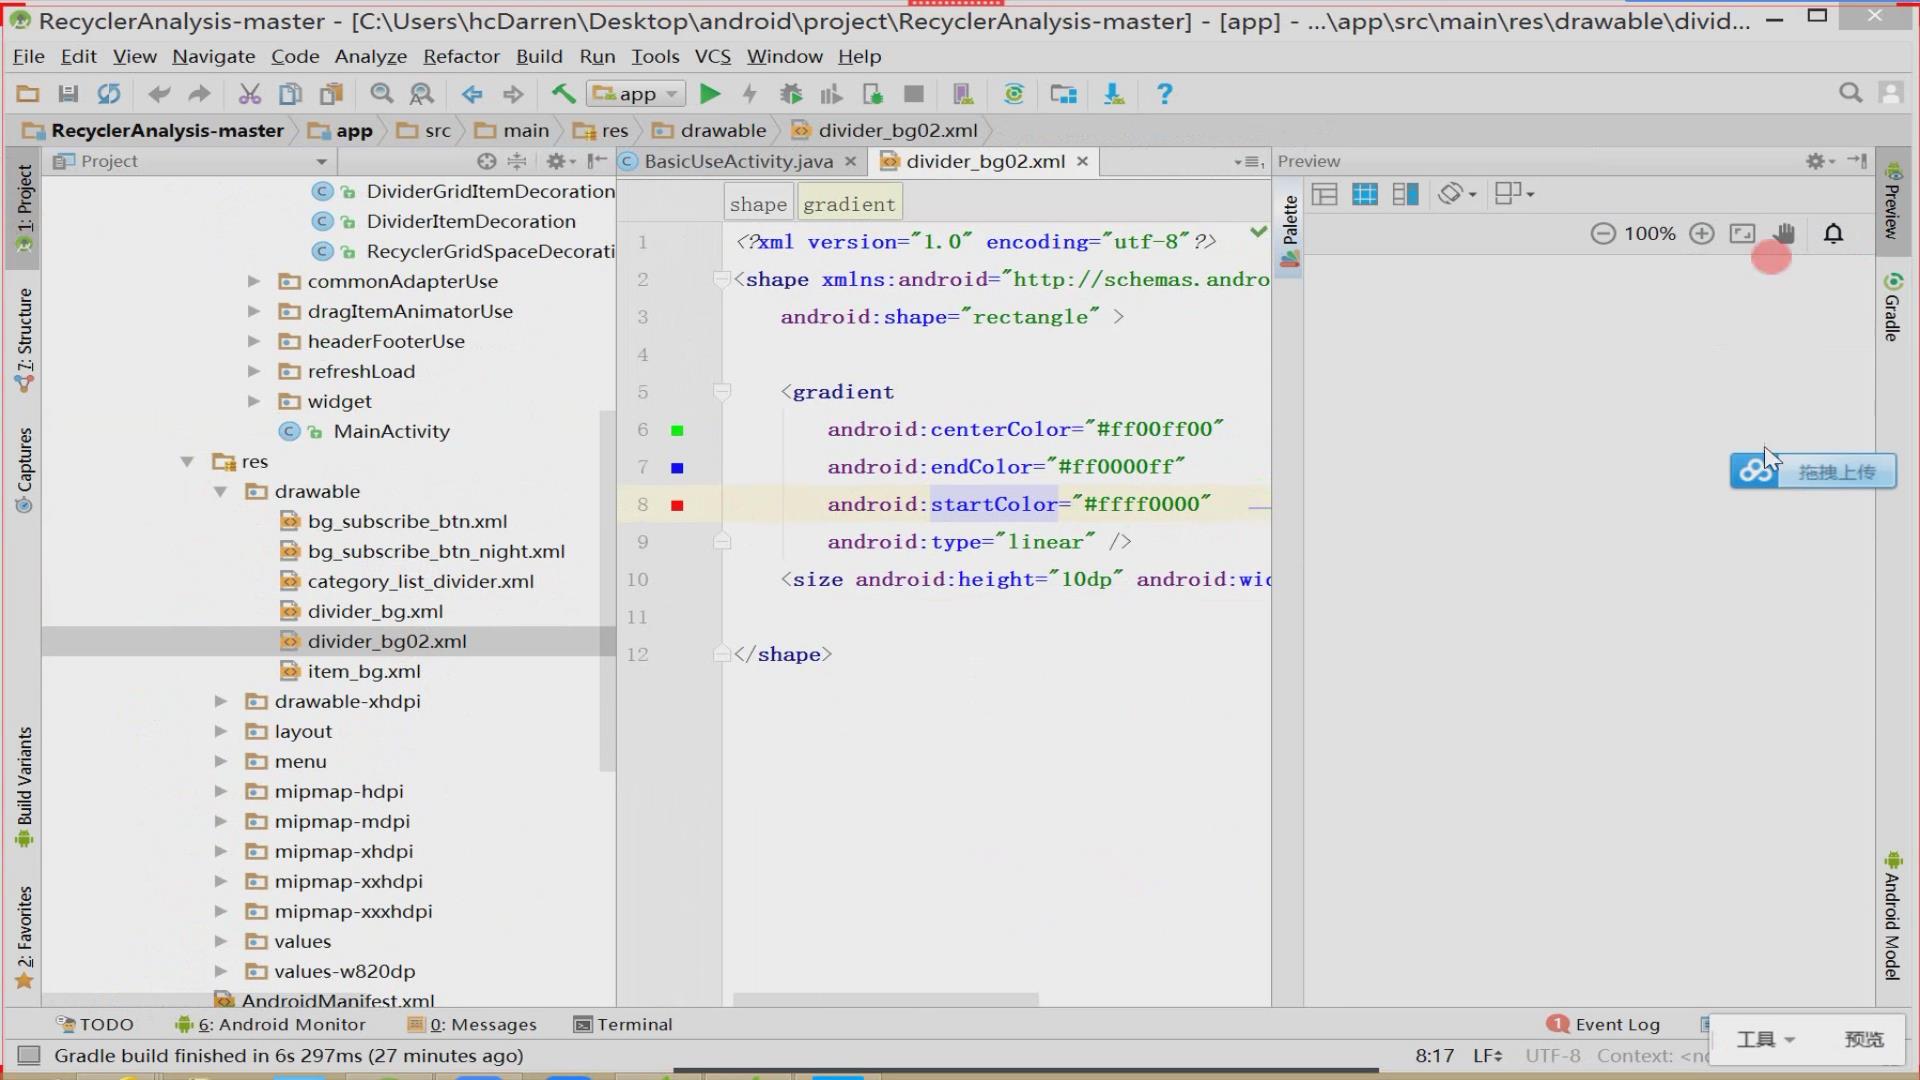 RecyclerAnalysis-master - [C:\Users\hcDarren\Desktop\android\project\RecyclerAnalysis-master] - [app] - ...\app\src\main\res\drawable\divid...
File Edit View Navigate Code Analyze Refactor Build Run Tools VCS Window Help
app
RecyclerAnalysis-master app src main res drawable divider_bg02.xml
Project
BasicUseActivity.java
divider_bg02.xml
Preview
1: Project
7: Structure
Captures
Build Variants
2: Favorites
DividerGridItemDecoration
DividerItemDecoration
RecyclerGridSpaceDecorati
commonAdapterUse
dragItemAnimatorUse
headerFooterUse
refreshLoad
widget
MainActivity
res
drawable
bg_subscribe_btn.xml
bg_subscribe_btn_night.xml
category_list_divider.xml
divider_bg.xml
divider_bg02.xml
item_bg.xml
drawable-xhdpi
layout
menu
mipmap-hdpi
mipmap-mdpi
mipmap-xhdpi
mipmap-xxhdpi
mipmap-xxxhdpi
values
values-w820dp
AndroidManifest.xml
shape gradient
1 <?xml version="1.0" encoding="utf-8"?>
2 <shape xmlns:android="http://schemas.andro
3 android:shape="rectangle" >
4
5 <gradient
6 android:centerColor="#ff00ff00"
7 android:endColor="#ff0000ff"
8 android:startColor="#ffff0000"
9 android:type="linear" />
10 <size android:height="10dp" android:wid
11
12 </shape>
Palette
100%
拖拽上传
Preview
Gradle
Android Model
TODO 6: Android Monitor 0: Messages Terminal
1 Event Log
Gradle build finished in 6s 297ms (27 minutes ago)
8:17 LF UTF-8 Context: <no
工具 预览